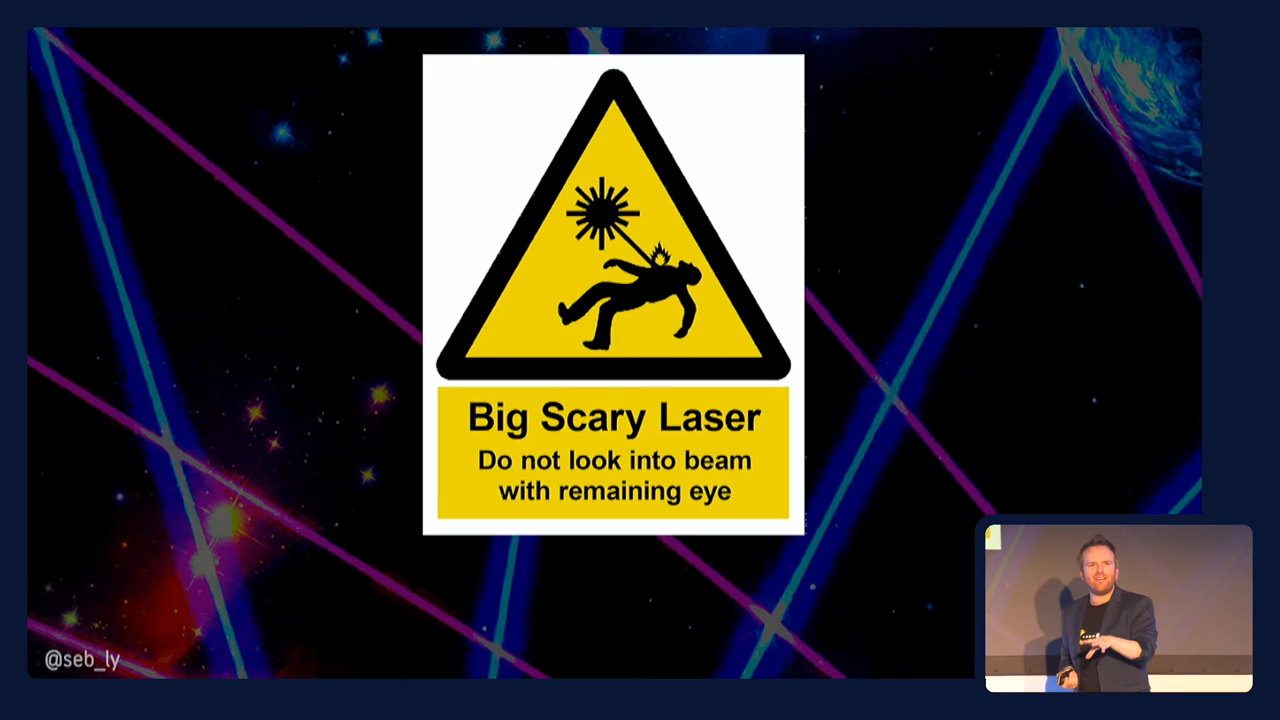 Big Scary Laser
Do not look into beam
with remaining eye
@seb_ly